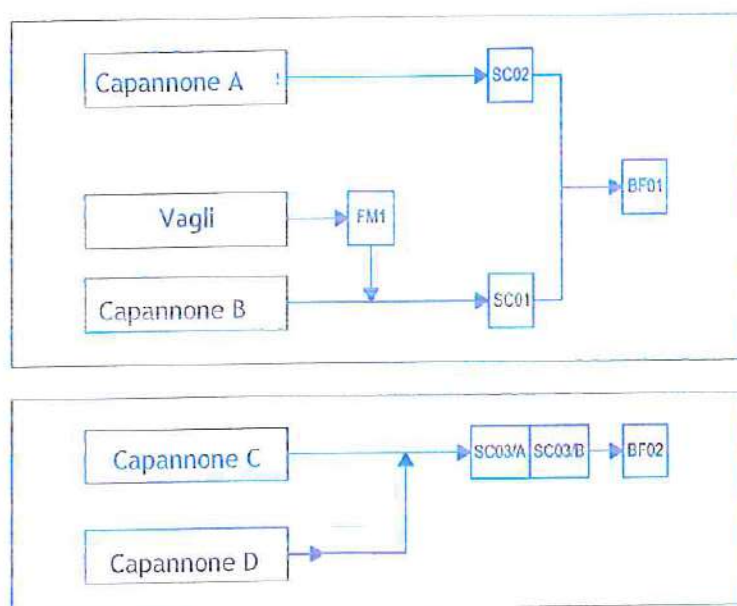 Capannone A
SC02
BF01
Vagli
FM1
Capannone B
SC01
Capannone C
SC03/A
SC03/B
BF02
Capannone D